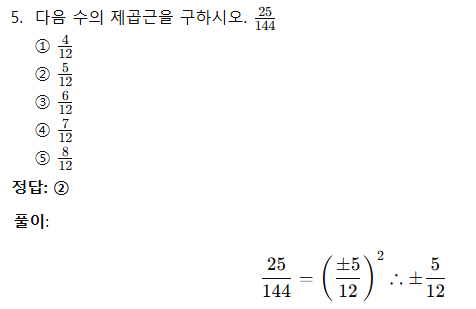 5. 다음 수의 제곱근을 구하시오. 25/144
① 4/12
② 5/12
③ 6/12
④ 7/12
⑤ 8/12
정답: ②
풀이:
25/144 = (±5/12)² ∴ ± 5/12